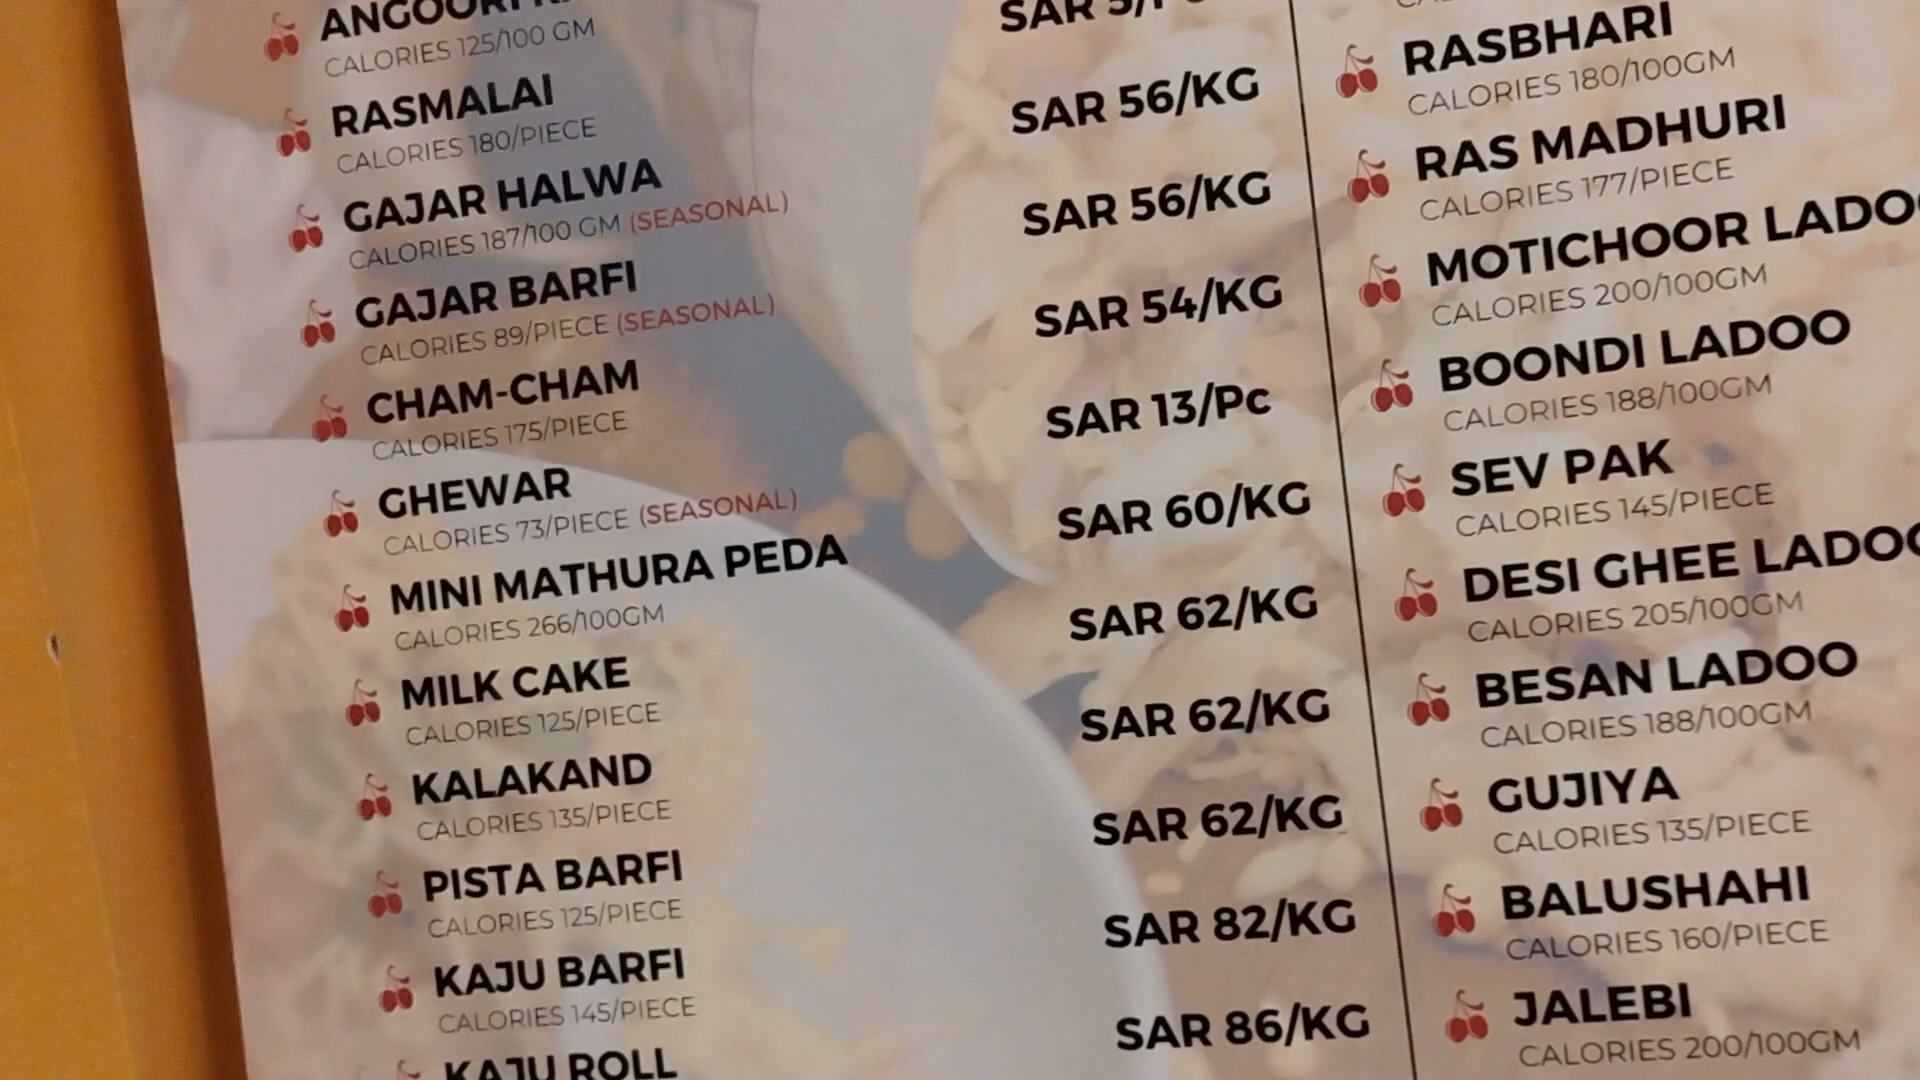 CALORIES 125/100 GM
RASMALAI
CALORIES 180/PIECE
GAJAR HALWA
CALORIES 187/100 GM (SEASONAL)
GAJAR BARFI
CALORIES 89/PIECE (SEASONAL)
CHAM-CHAM
CALORIES 175/PIECE
GHEWAR
CALORIES 73/PIECE (SEASONAL)
MINI MATHURA PEDA
CALORIES 266/100GM
MILK CAKE
CALORIES 125/PIECE
KALAKAND
CALORIES 135/PIECE
PISTA BARFI
CALORIES 125/PIECE
KAJU BARFI
CALORIES 145/PIECE
KAJU ROLL
SAR
SAR 56/KG
SAR 56/KG
SAR 54/KG
SAR 13/Pc
SAR 60/KG
SAR 62/KG
SAR 62/KG
SAR 62/KG
SAR 82/KG
SAR 86/KG
RASBHARI
CALORIES 180/100GM
RAS MADHURI
CALORIES 177/PIECE
MOTICHOOR
CALORIES 200/100GM
BOONDI LADOO
CALORIES 188/100GM
SEV PAK
CALORIES 145/PIECE
DESI GHEE LADOO
CALORIES 205/100GM
BESAN LADOO
CALORIES 188/100GM
GUJIYA
CALORIES 135/PIECE
BALUSHAHI
CALORIES 160/PIECE
JALEBI
CALORIES 200/100GM